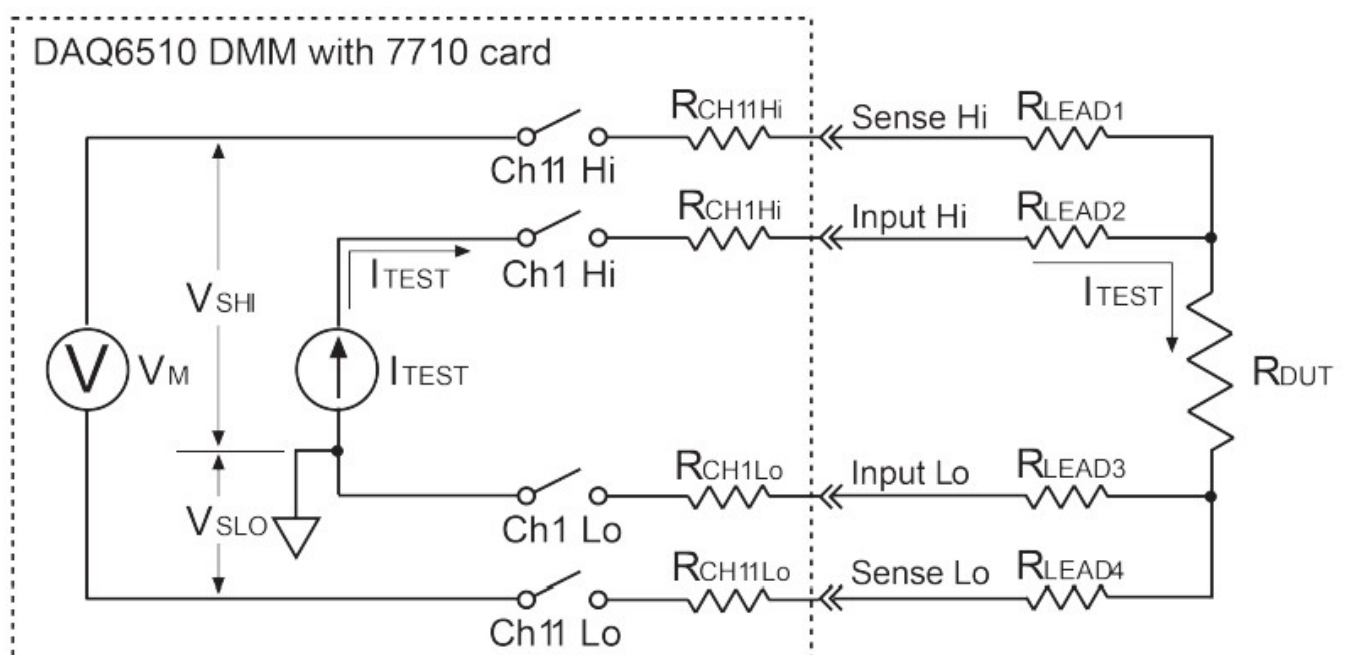 DAQ6510 DMM with 7710 card
RCH11Hi
Sense Hi
RLEAD1
Ch11 Hi
RCH1Hi
Input Hi
RLEAD2
ITEST
Ch1 Hi
ITEST
VSHI
V
VM
ITEST
RDUT
RCH1Lo
Input Lo
RLEAD3
VSLO
Ch1 Lo
RCH11Lo
Sense Lo
RLEAD4
Ch11 Lo